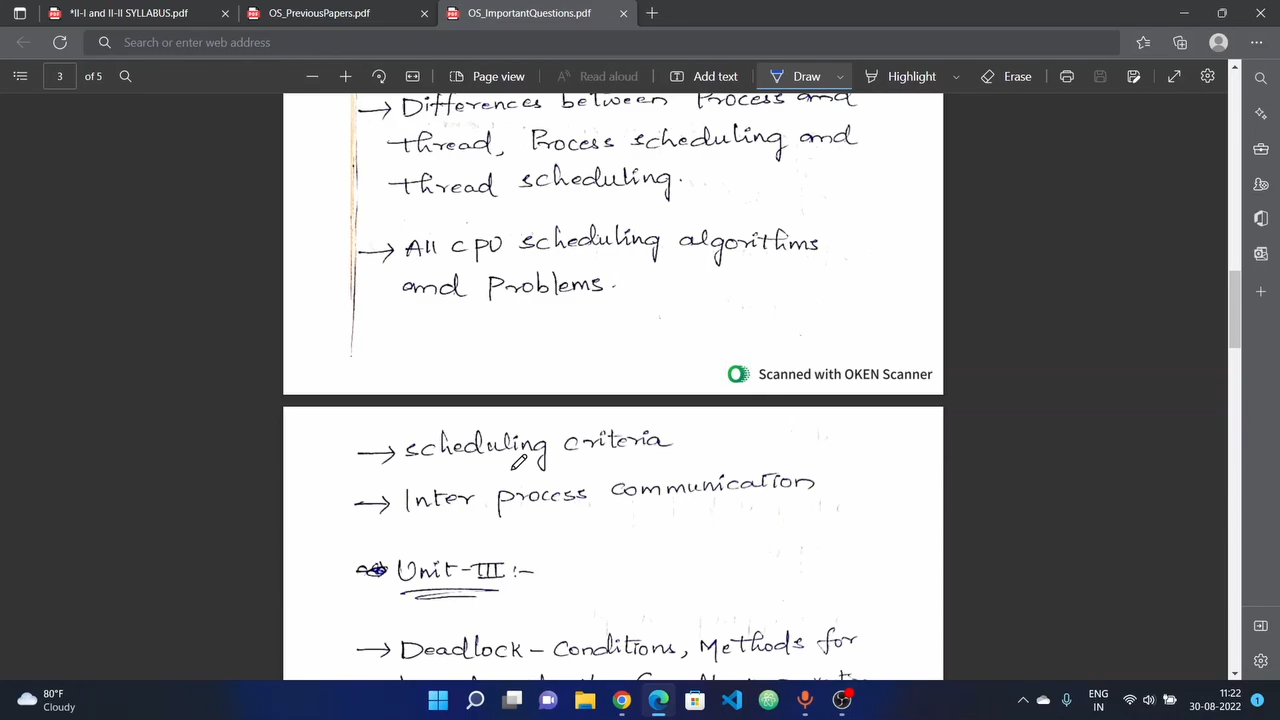 *II-I and II-II SYLLABUS.pdf
OS_PreviousPapers.pdf
OS_ImportantQuestions.pdf
Search or enter web address
3 of 5
Page view
Read aloud
Add text
Draw
Highlight
Erase
→ Differences between Process and
thread, Process scheduling and
thread scheduling.
→ All CPU scheduling algorithms
and Problems.
Scanned with OKEN Scanner
→ scheduling criteria
→ Inter process communication
Unit-III :-
→ Deadlock - Conditions, Methods for
80°F
Cloudy
ENG
IN
11:22
30-08-2022